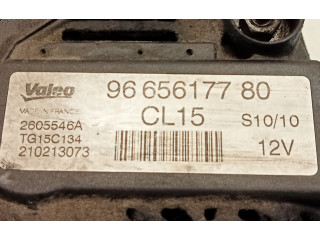 Valeo
96 656177 80
MADE IN FRANCE
CL15
S10/10
2605546A
TG15C134
12V
210213073